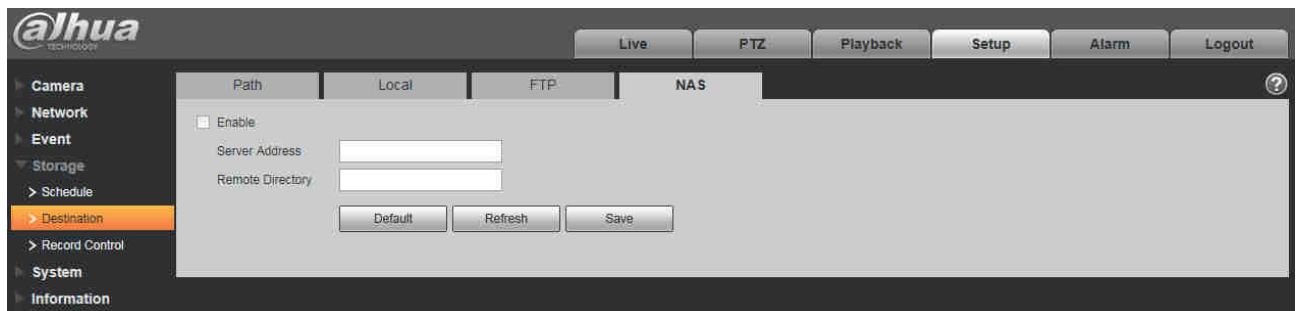 alhua
TECHNOLOGY
Live PTZ Playback Setup Alarm Logout
Camera
Network
Event
Storage
> Schedule
> Destination
> Record Control
System
Information
Path Local FTP NAS
?
Enable
Server Address
Remote Directory
Default Refresh Save